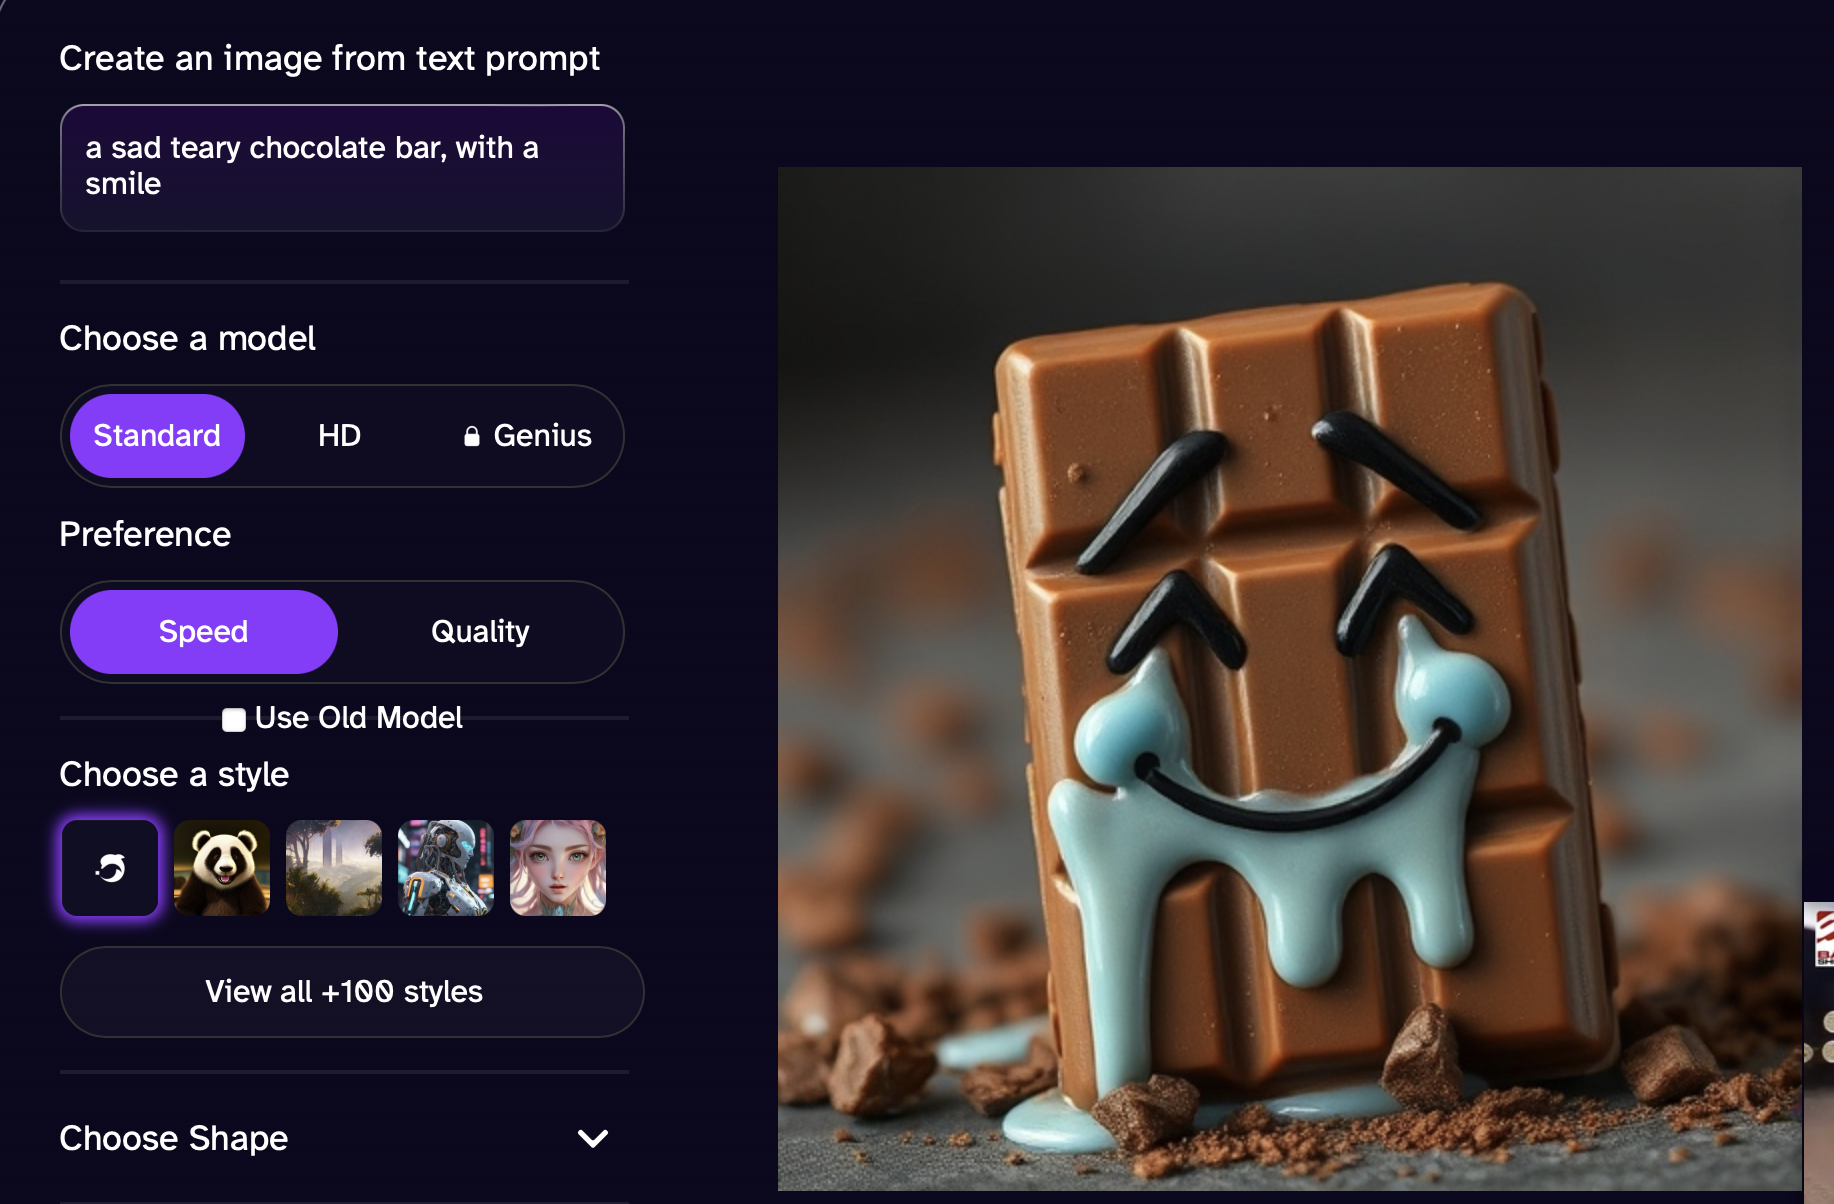 Create an image from text prompt
a sad teary chocolate bar, with a
smile
Choose a model
Standard
HD
Genius
Preference
Speed
Quality
Use Old Model
Choose a style
View all +100 styles
Choose Shape